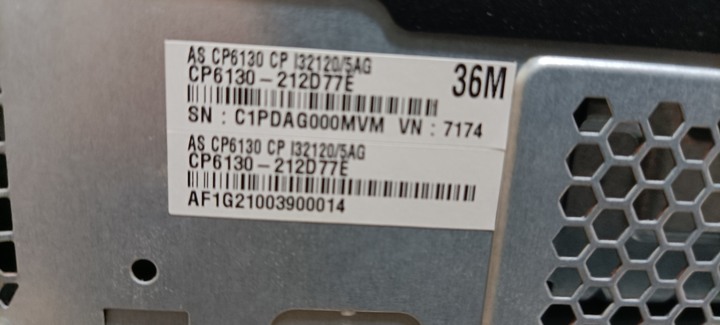 AS CP6130 CP I32120/5AG
CP6130-212D77E
36M
SN : C1PDAG000MVM VN : 7174
AS CP6130 CP I32120/5AG
CP6130-212D77E
AF1G21003900014